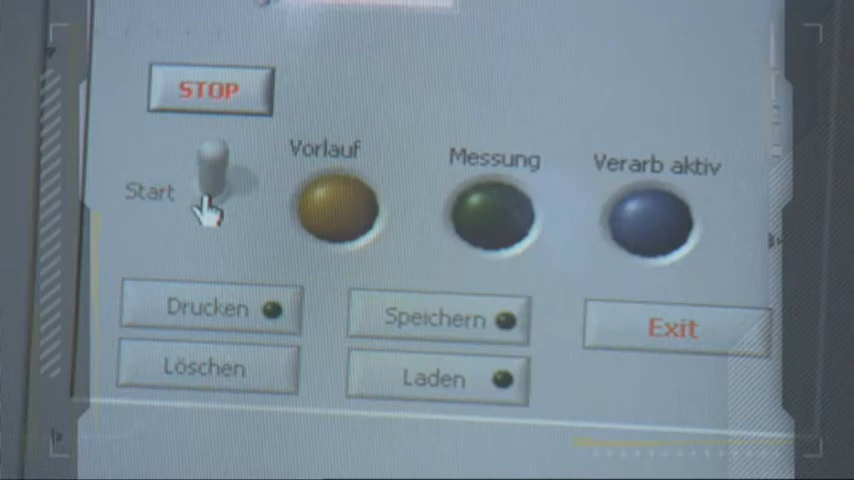 STOP
Vorlauf
Messung
Verarb aktiv
Start
Drucken
Speichern
Exit
Löschen
Laden